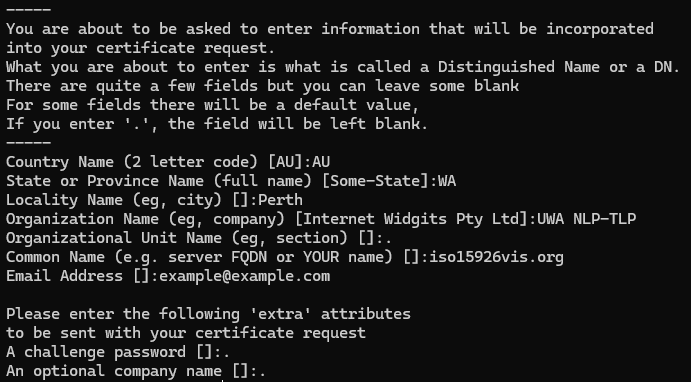 -----
You are about to be asked to enter information that will be incorporated
into your certificate request.
What you are about to enter is what is called a Distinguished Name or a DN.
There are quite a few fields but you can leave some blank
For some fields there will be a default value,
If you enter '.', the field will be left blank.
-----
Country Name (2 letter code) [AU]:AU
State or Province Name (full name) [Some-State]:WA
Locality Name (eg, city) []:Perth
Organization Name (eg, company) [Internet Widgits Pty Ltd]:UWA NLP-TLP
Organizational Unit Name (eg, section) []:.
Common Name (e.g. server FQDN or YOUR name) []:iso15926vis.org
Email Address []:example@example.com

Please enter the following 'extra' attributes
to be sent with your certificate request
A challenge password []:.
An optional company name []:.